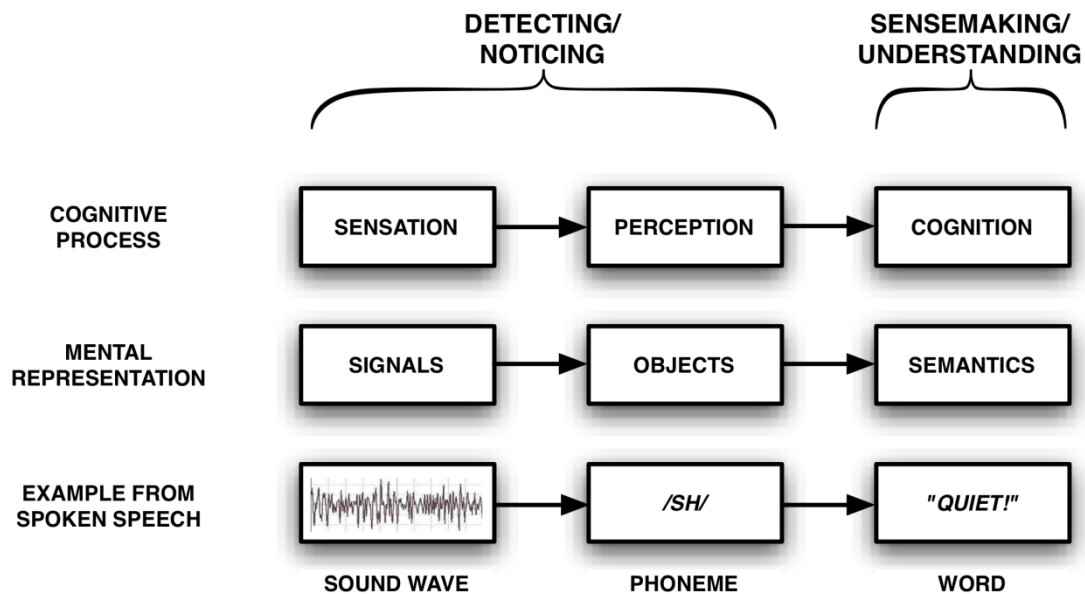 DETECTING/
NOTICING
SENSEMAKING/
UNDERSTANDING
COGNITIVE
PROCESS
SENSATION
PERCEPTION
COGNITION
MENTAL
REPRESENTATION
SIGNALS
OBJECTS
SEMANTICS
EXAMPLE FROM
SPOKEN SPEECH
/SH/
"QUIET!"
SOUND WAVE
PHONEME
WORD